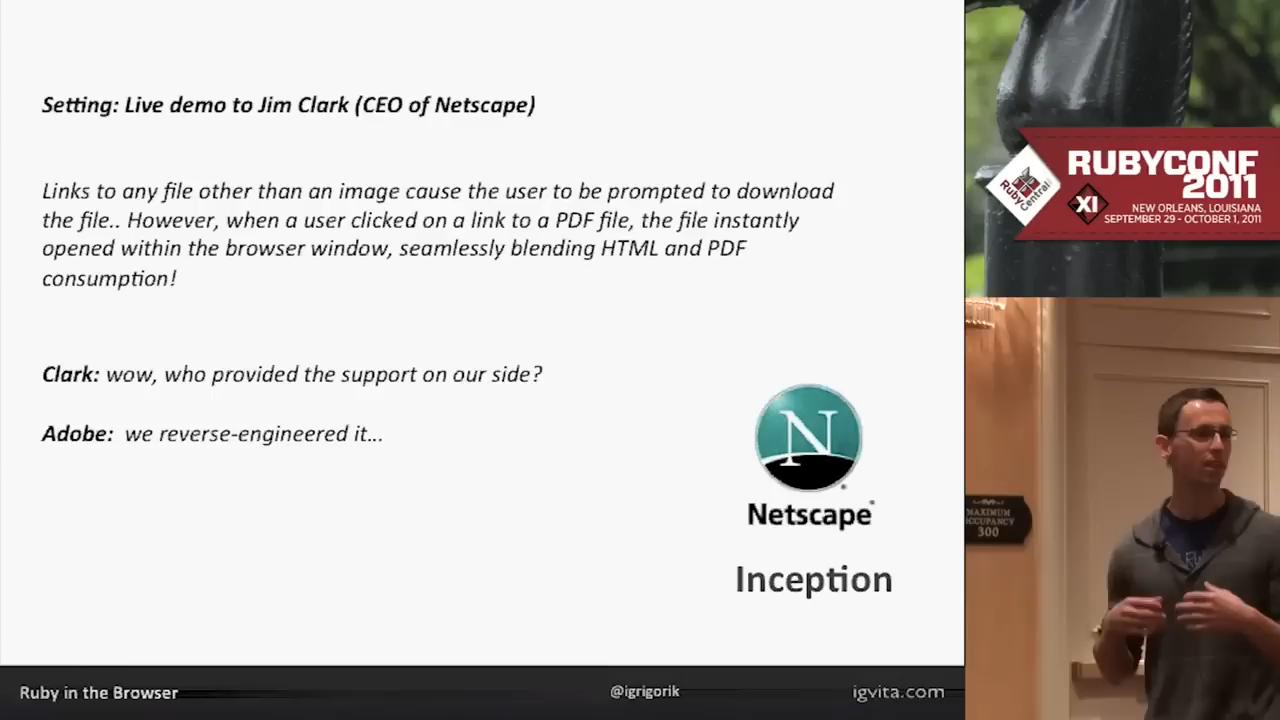 Setting: Live demo to Jim Clark (CEO of Netscape)
Links to any file other than an image cause the user to be prompted to download
the file.. However, when a user clicked on a link to a PDF file, the file instantly
opened within the browser window, seamlessly blending HTML and PDF
consumption!
Clark: wow, who provided the support on our side?
Adobe: we reverse-engineered it...
N
Netscape
Inception
Ruby in the Browser
@igrigorik
igvita.com
RubyCentral
XI
RUBYCONF
2011
NEW ORLEANS, LOUISIANA
SEPTEMBER 29 - OCTOBER 1, 2011
MAXIMUM
OCCUPANCY
300